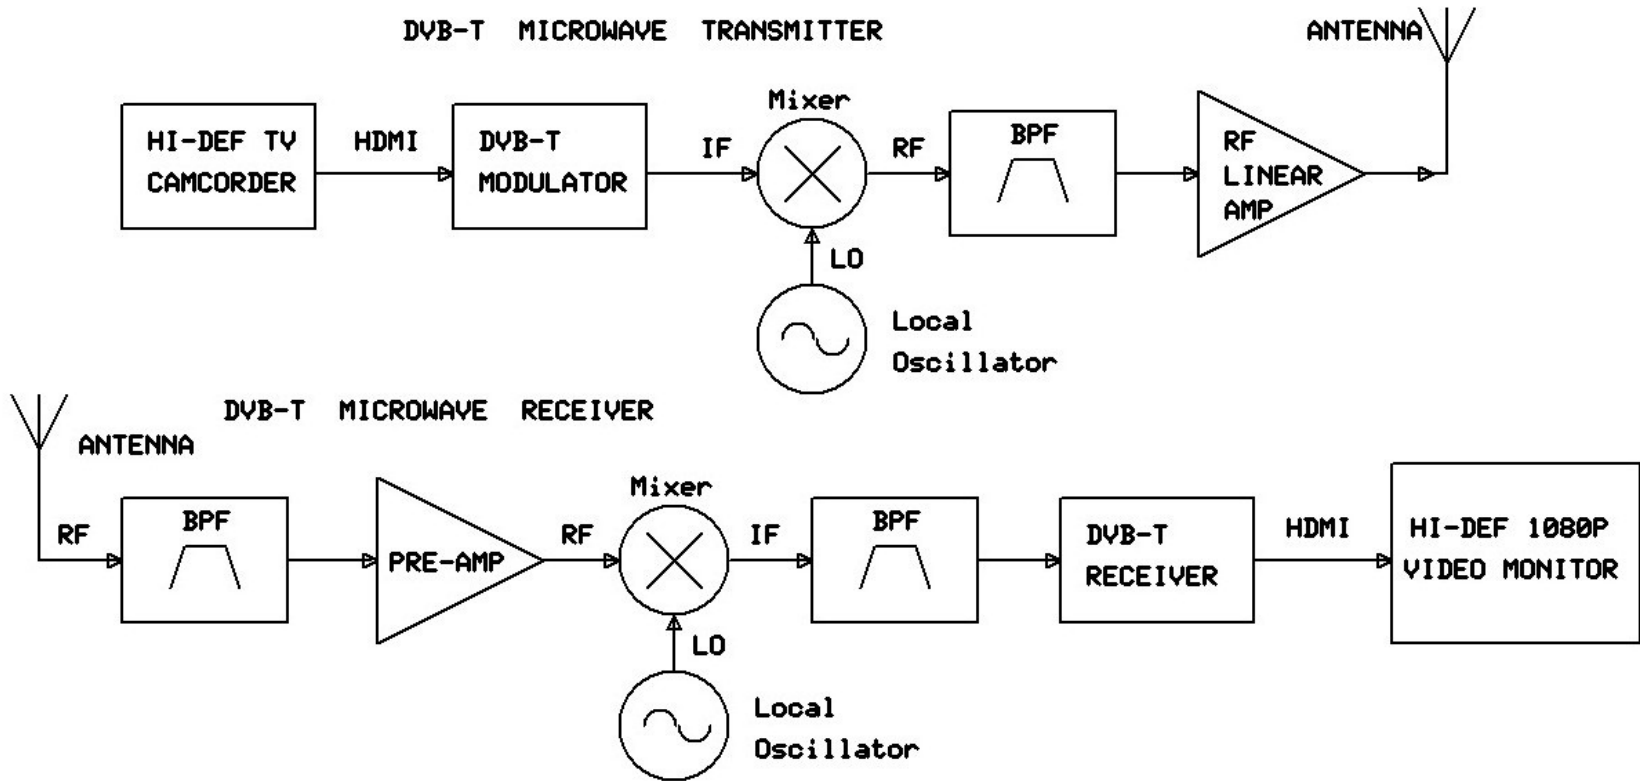 DVB-T MICROWAVE TRANSMITTER
ANTENNA
HI-DEF TV
CAMCORDER
HDMI
DVB-T
MODULATOR
IF
Mixer
LO
Local
Oscillator
RF
BPF
RF
LINEAR
AMP
DVB-T MICROWAVE RECEIVER
ANTENNA
RF
BPF
PRE-AMP
RF
Mixer
LO
Local
Oscillator
IF
BPF
DVB-T
RECEIVER
HDMI
HI-DEF 1080P
VIDEO MONITOR